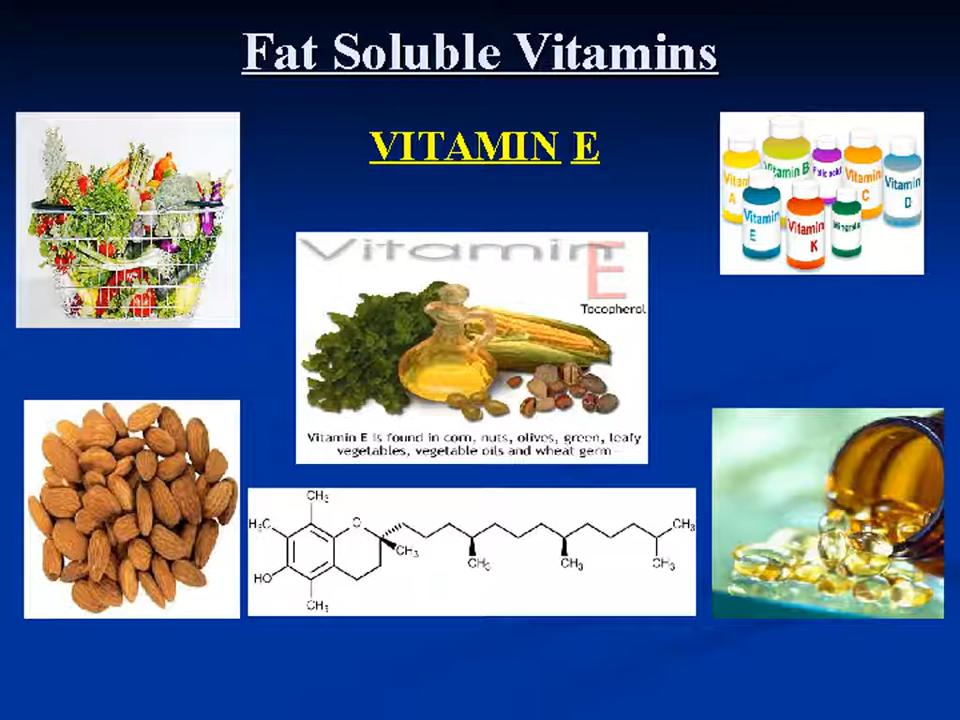 Fat Soluble Vitamins
VITAMIN E
Vitamin
A
Vitamin B
Folic acid
Vitamin
C
Vitamin
D
Vitamin
E
Vitamin
K
Minerals
Vitamin E
Tocopherol
Vitamin E is found in corn, nuts, olives, green, leafy
vegetables, vegetable oils and wheat germ
CH₃
H₃C
O
CH₃
CH₃
CH₃
CH₃
CH₃
HO
CH₃